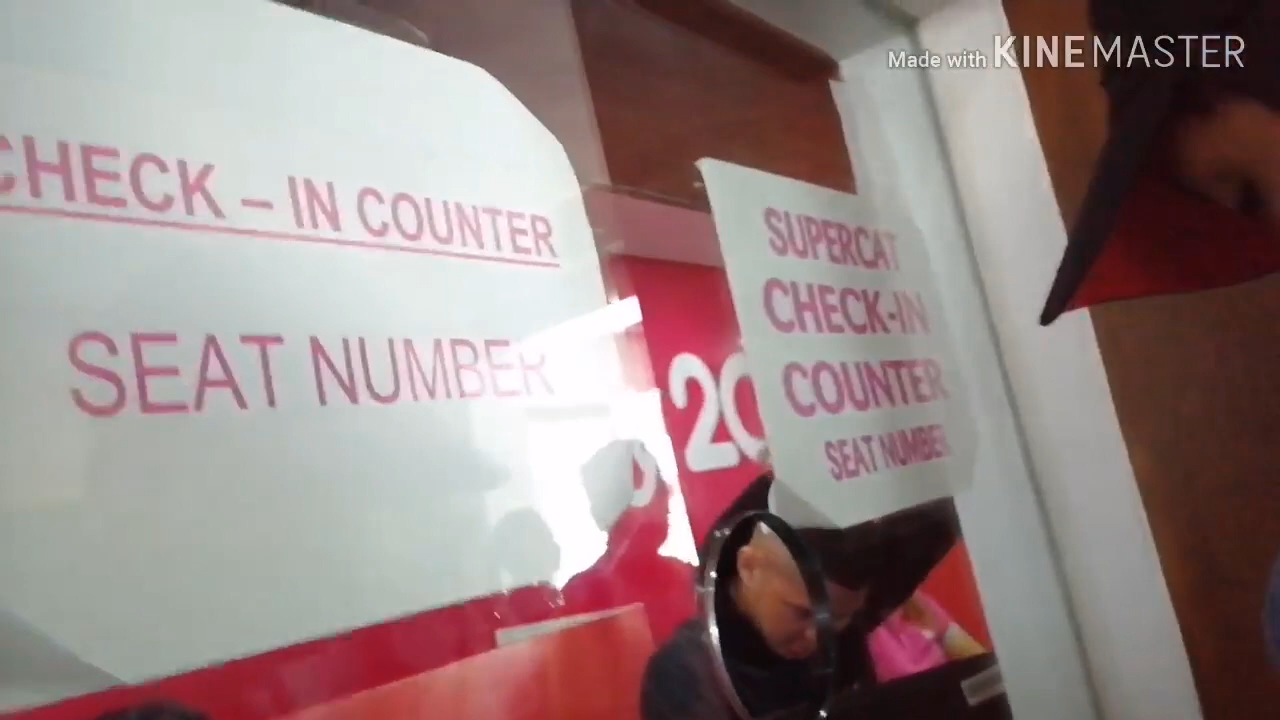 Made with KINEMASTER
CHECK – IN COUNTER
SEAT NUMBER
SUPERCAT
CHECK-IN
COUNTER
SEAT NUMBER
20